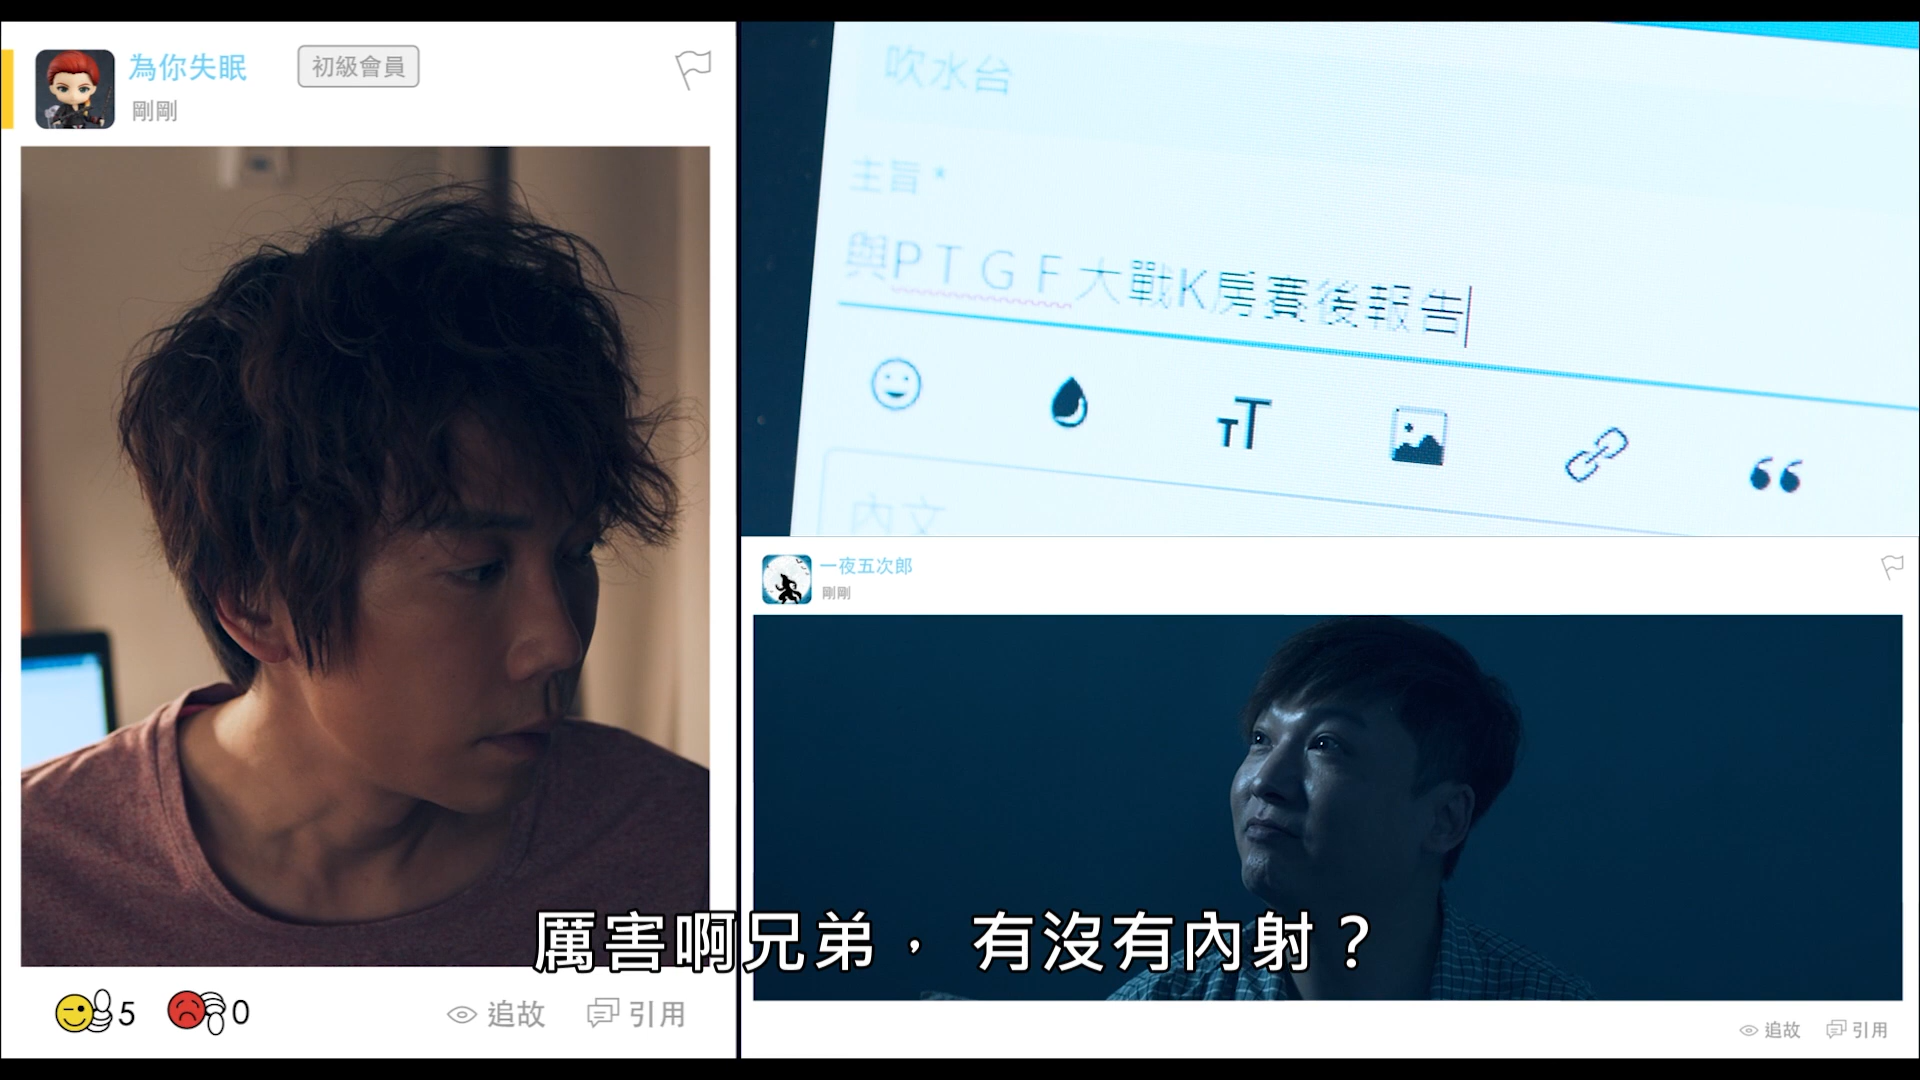 為你失眠
初級會員
剛剛
5
0
追故
引用
吹水台
主旨 *
與PTGF大戰K房賽後報告
內文
一夜五次郎
剛剛
追故
引用
厲害啊兄弟，有沒有內射？